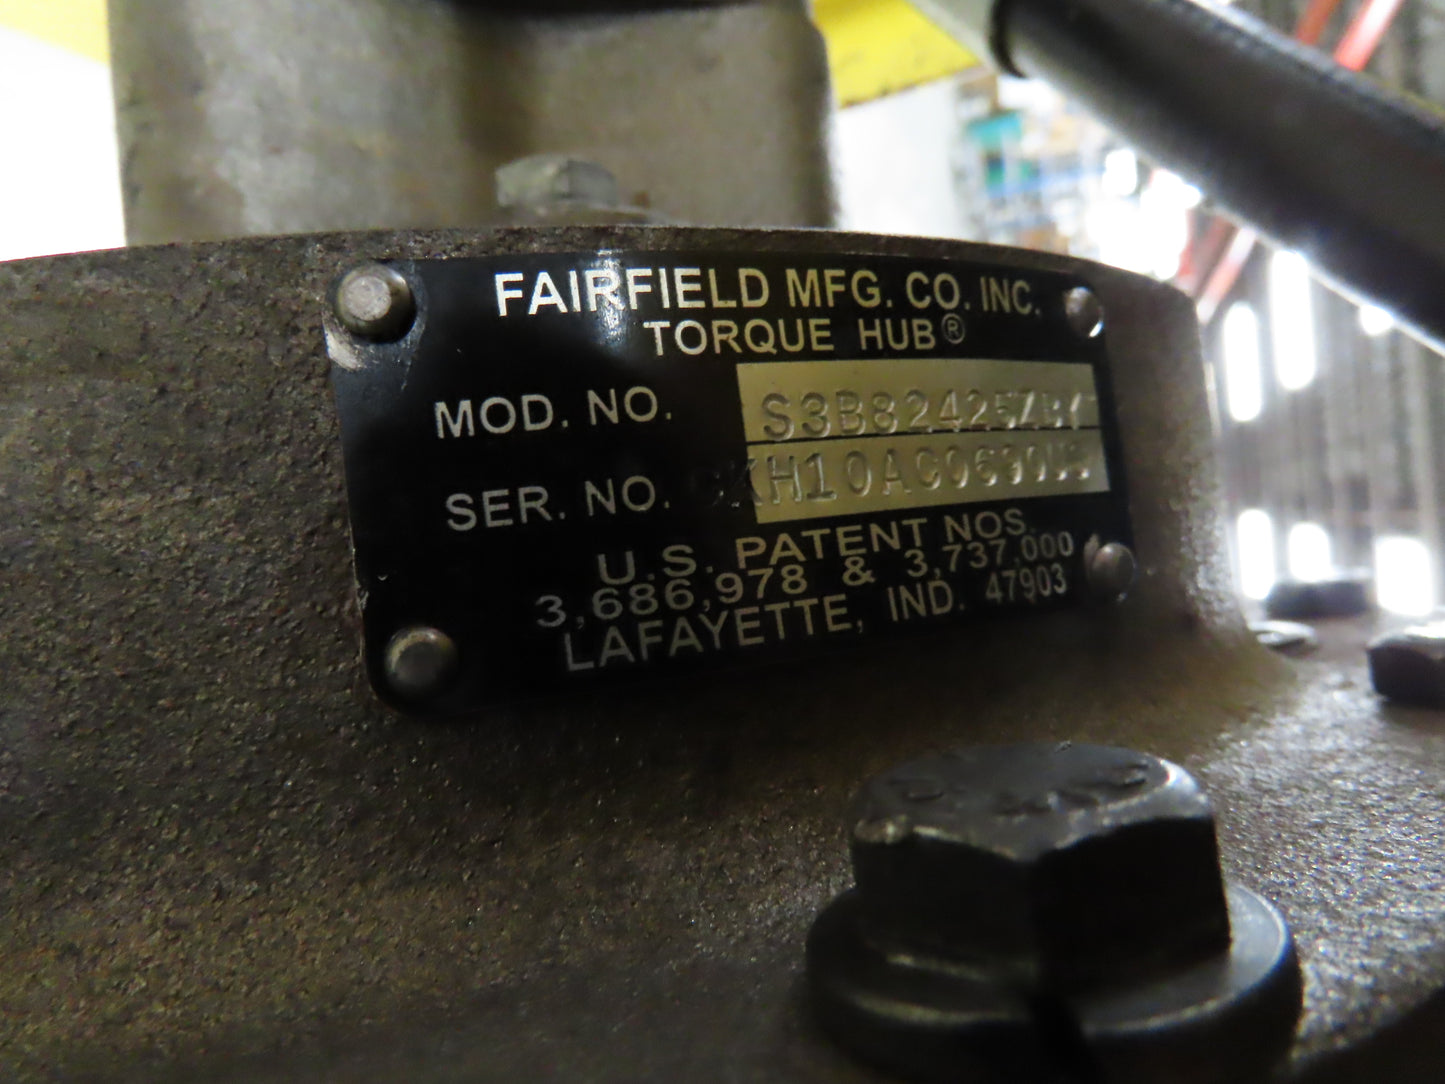 FAIRFIELD MFG. CO. INC.
TORQUE HUB®
MOD. NO.
SER. NO.
U.S. PATENT NOS.
3,686,978 & 3,737,000
LAFAYETTE, IND. 47903